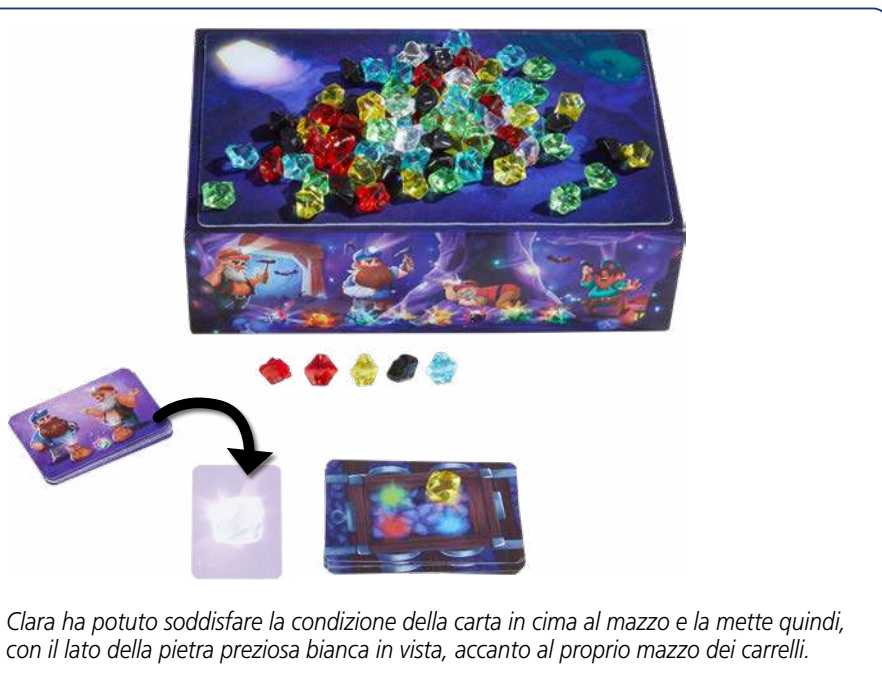 Clara ha potuto soddisfare la condizione della carta in cima al mazzo e la mette quindi,
con il lato della pietra preziosa bianca in vista, accanto al proprio mazzo dei carrelli.